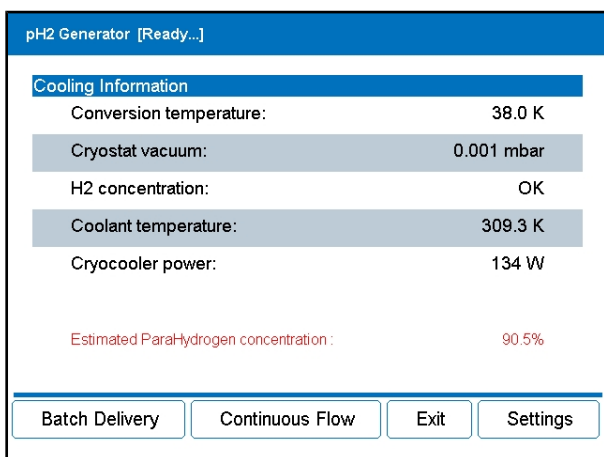 pH2 Generator [Ready...]
Cooling Information
Conversion temperature: 38.0 K
Cryostat vacuum: 0.001 mbar
H2 concentration: OK
Coolant temperature: 309.3 K
Cryocooler power: 134 W
Estimated ParaHydrogen concentration : 90.5%
Batch Delivery Continuous Flow Exit Settings